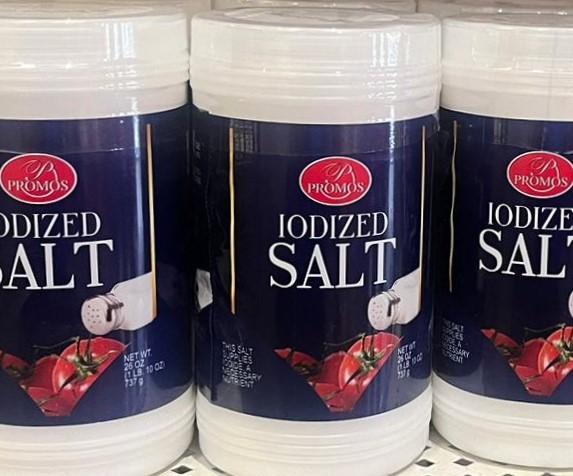 P
PROMOS
IODIZED
SALT
NET WT.
26 OZ
(1 LB. 10 OZ)
737 g
P
PROMOS
IODIZED
SALT
THIS SALT
SUPPLIES
IODIDE, A
NECESSARY
NUTRIENT
NET WT.
26 OZ
(1 LB. 10 OZ)
737 g
P
PROMOS
IODIZE
SALT
THIS SALT
SUPPLIES
IODIDE, A
NECESSARY
NUTRIENT